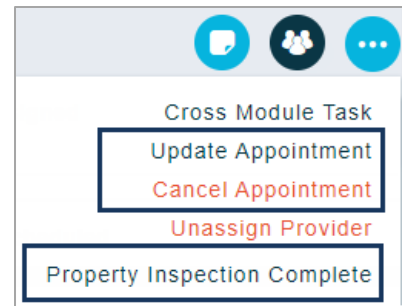 Cross Module Task
Update Appointment
Cancel Appointment
Unassign Provider
Property Inspection Complete